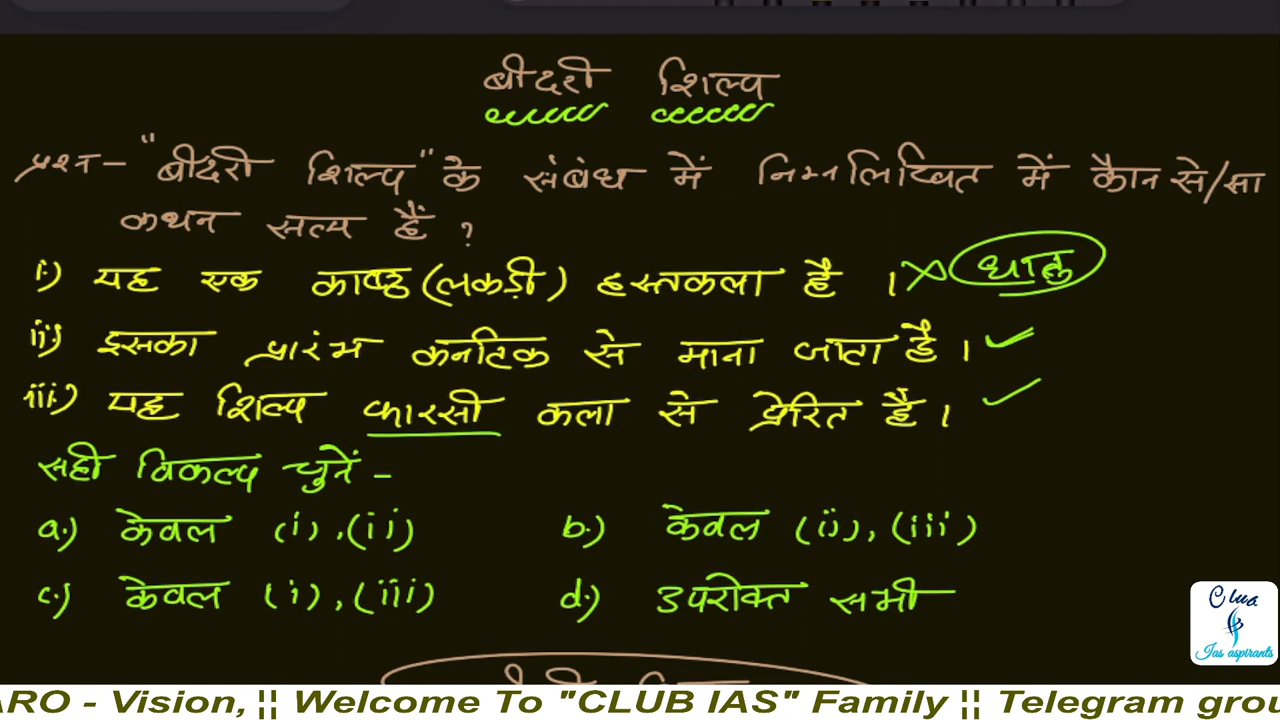 बीदरी शिल्प
प्रश्न- "बीदरी शिल्प" के संबंध में निम्नलिखित में कौन से/सा
कथन सत्य हैं ?
i.) यह एक काष्ठ (लकड़ी) हस्तकला है । × धातु
ii.) इसका प्रारंभ कर्नाटक से माना जाता है । ✓
iii.) यह शिल्प फारसी कला से प्रेरित है । ✓
सही विकल्प चुनें -
a.) केवल (i), (ii) b.) केवल (ii), (iii)
c.) केवल (i), (iii) d.) उपरोक्त सभी
Club
Ias aspirants
ARO - Vision, ¦¦ Welcome To "CLUB IAS" Family ¦¦ Telegram grou